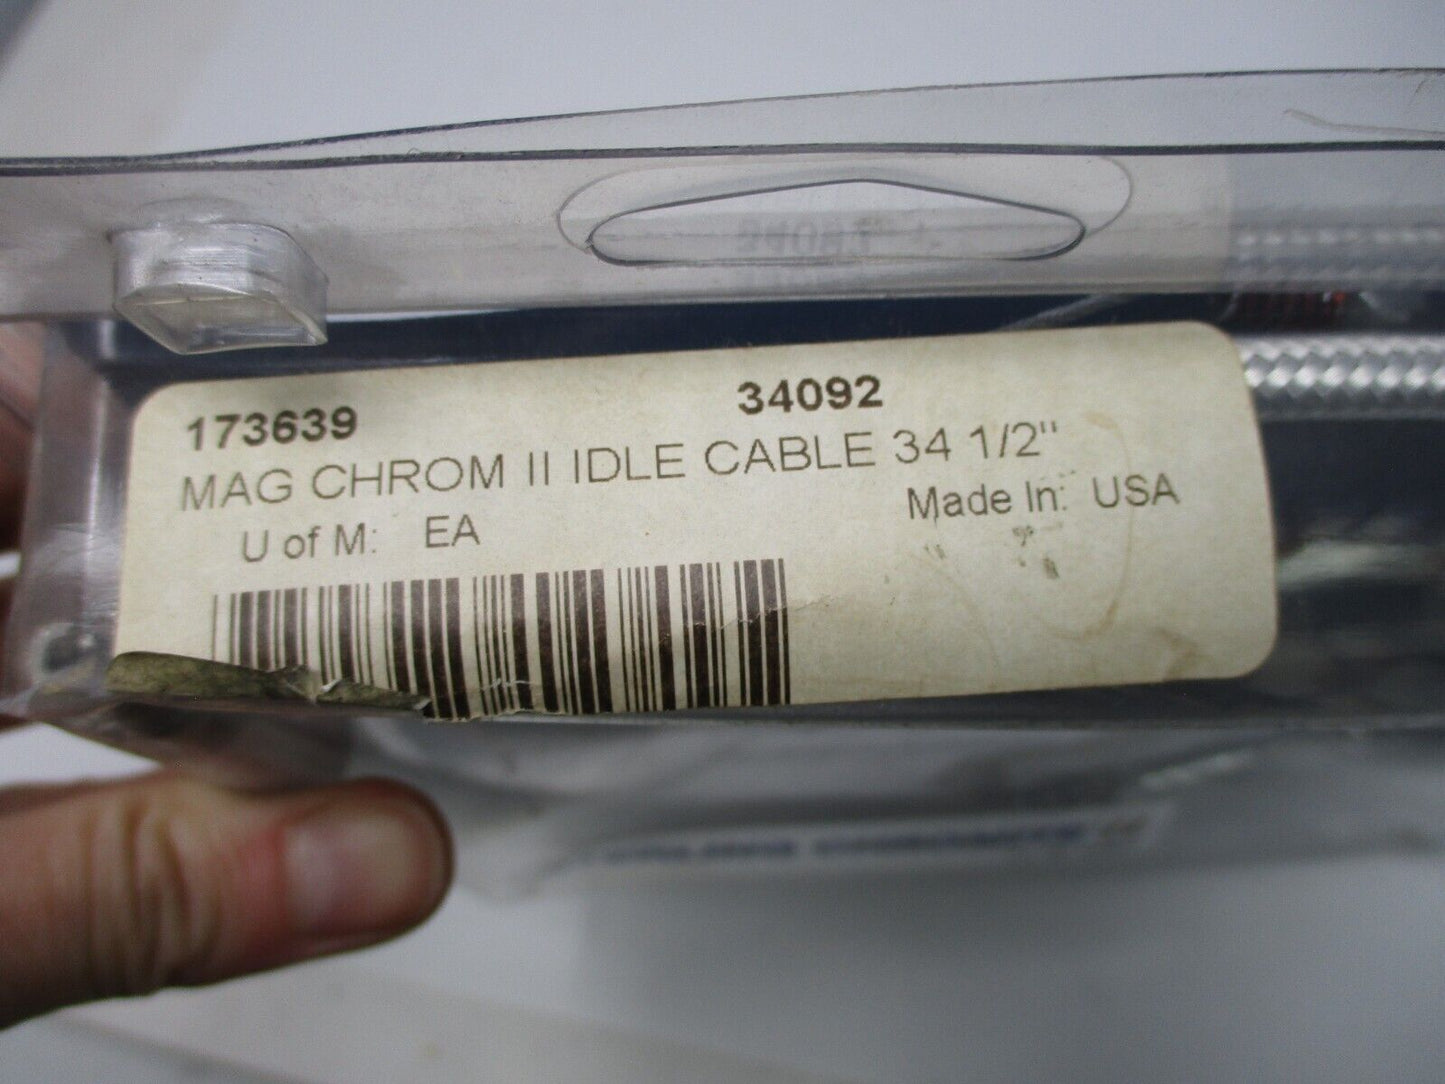 173639 34092
MAG CHROM II IDLE CABLE 34 1/2"
U of M: EA Made In: USA